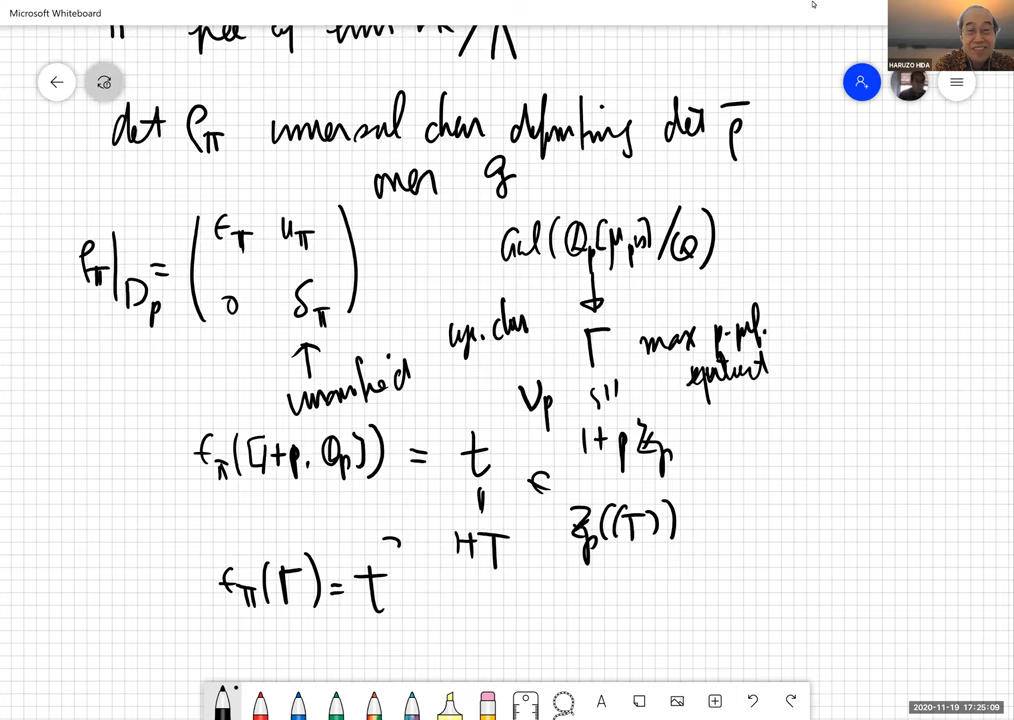 Microsoft Whiteboard
HARUZO HIDA
det ρ_π universal char deforming det ρ̄
over Q
ρ_π|_{D_p} = ( ε_π u_π
0 δ_π )
Gal(Q_p[μ_{p^∞}]/Q)
↓
cyc. char
Γ max p-prof.
quotient
↑
unramified
ν_p
1 + pZ_p
ε_π([1+p, Q_p]) = t ∈ Z_p((T))
1+T
ε_π(Γ) = t
A
2020-11-19 17:25:09